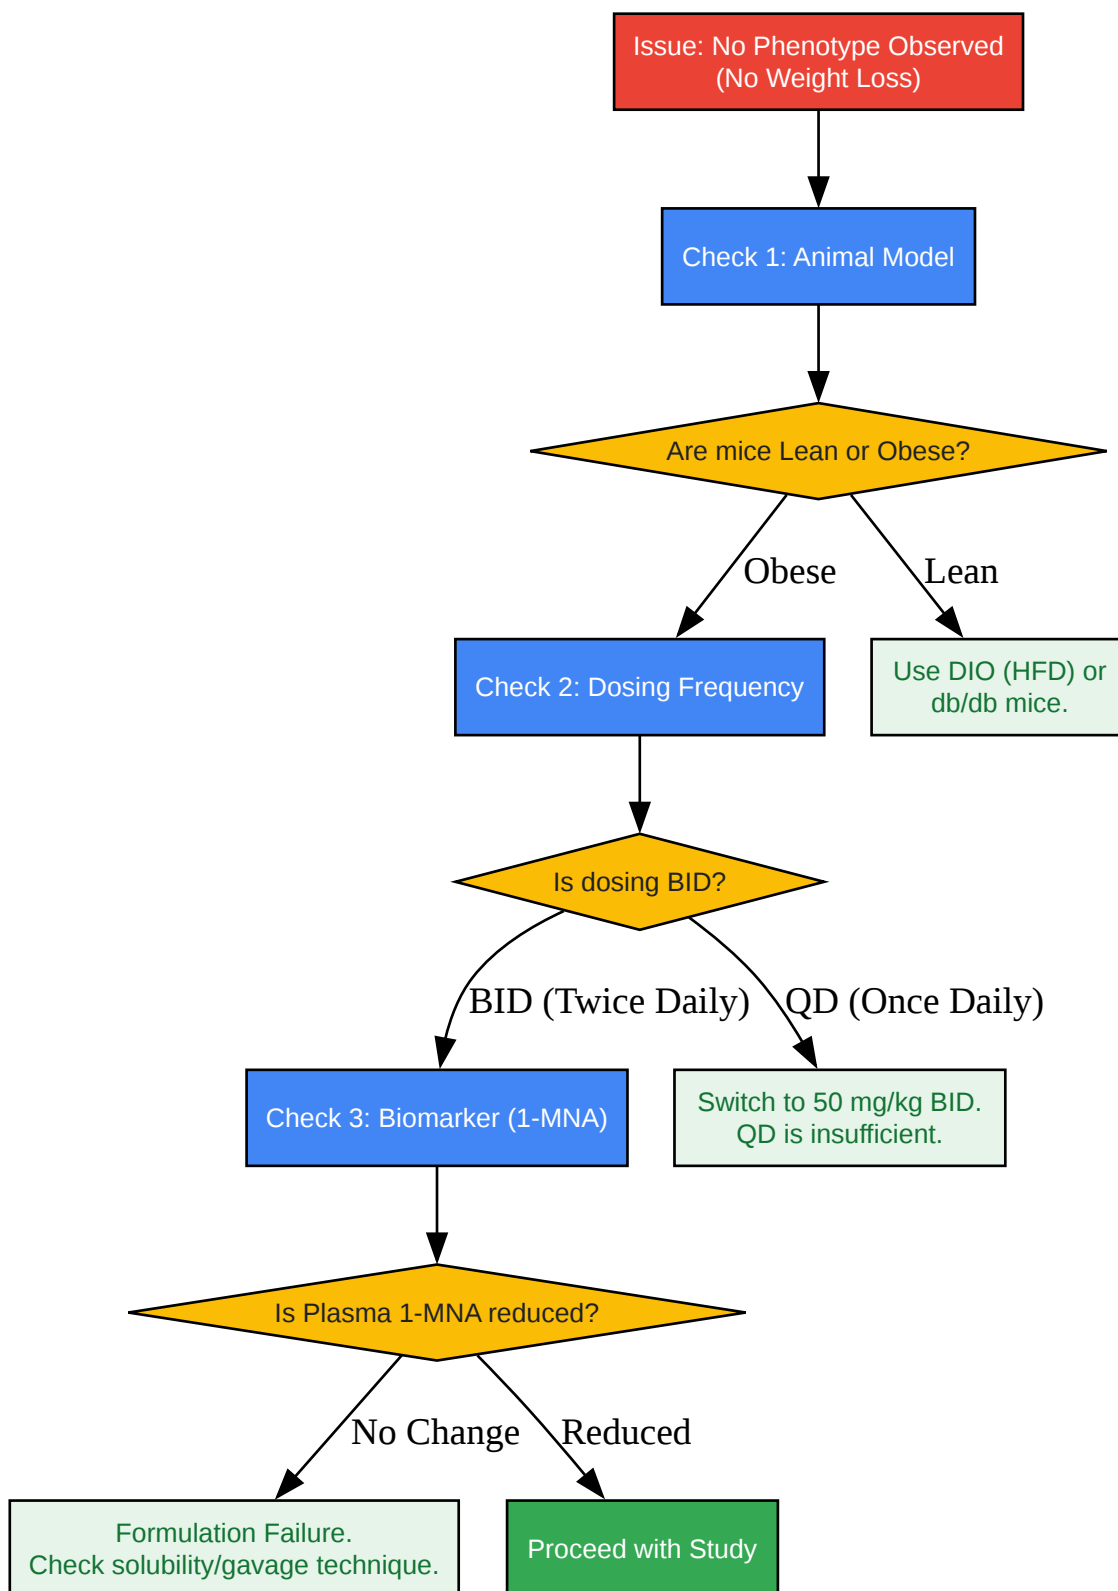 Issue: No Phenotype Observed
(No Weight Loss)
Check 1: Animal Model
Are mice Lean or Obese?
Obese
Lean
Check 2: Dosing Frequency
Use DIO (HFD) or
db/db mice.
Is dosing BID?
BID (Twice Daily)
QD (Once Daily)
Check 3: Biomarker (1-MNA)
Switch to 50 mg/kg BID.
QD is insufficient.
Is Plasma 1-MNA reduced?
No Change
Reduced
Formulation Failure.
Check solubility/gavage technique.
Proceed with Study